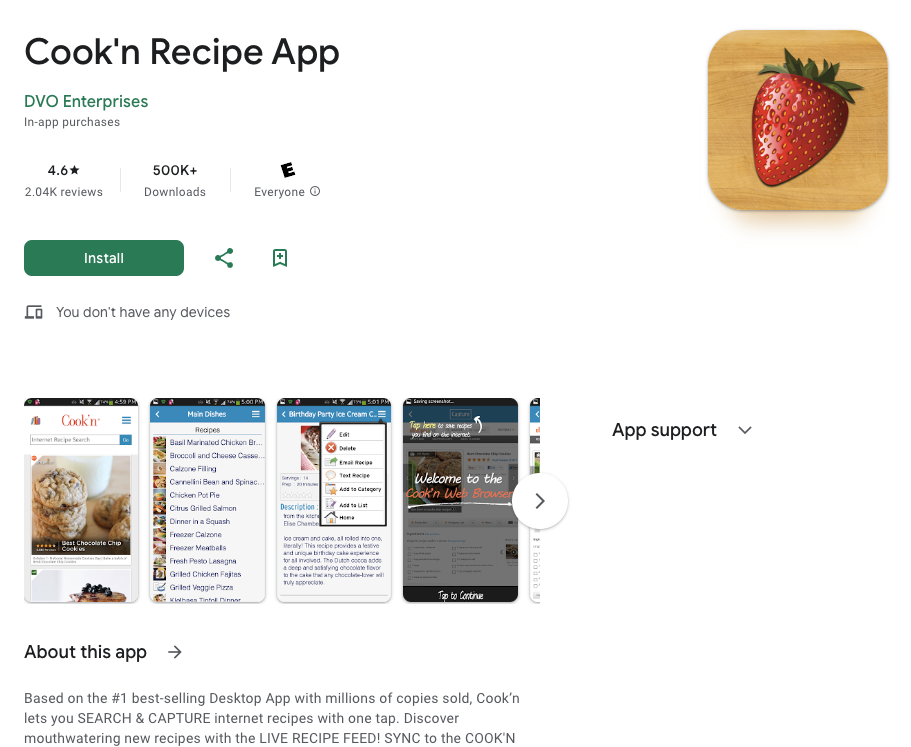 Cook'n Recipe App
DVO Enterprises
In-app purchases
4.6★
2.04K reviews
500K+
Downloads
E
Everyone
Install
You don't have any devices
4:59 PM
Cook'n
Internet Recipe Search
Go
Best Chocolate Chip
Cookies
5:00 PM
Main Dishes
Recipes
Basil Marinated Chicken Br...
Broccoli and Cheese Casse...
Calzone Filling
Cannellini Bean and Spinac...
Chicken Pot Pie
Citrus Grilled Salmon
Dinner in a Squash
Freezer Calzone
Freezer Meatballs
Fresh Pesto Lasagna
Grilled Chicken Fajitas
Grilled Veggie Pizza
Kielbasa Tinfoil Dinner
5:01 PM
Birthday Party Ice Cream C...
Edit
Delete
Email Recipe
Text Recipe
Add to Category
Add to List
Home
Servings : 14
Prep : 20 Minutes
Description :
from the kitchen
Elise Chamber
Ice cream and cake, all rolled into one,
literally! This recipe provides a festive
and unique birthday cake experience
for all involved. The Dutch cocoa adds
a deep and satisfying chocolate flavor
to the cake that any chocolate-lover will
truly appreciate.
Saving screenshot...
Capture
Tap here to save recipes
you find on the internet.
Welcome to the
Cook'n Web Browser
Tap to Continue
App support
About this app
Based on the #1 best-selling Desktop App with millions of copies sold, Cook’n
lets you SEARCH & CAPTURE internet recipes with one tap. Discover
mouthwatering new recipes with the LIVE RECIPE FEED! SYNC to the COOK'N